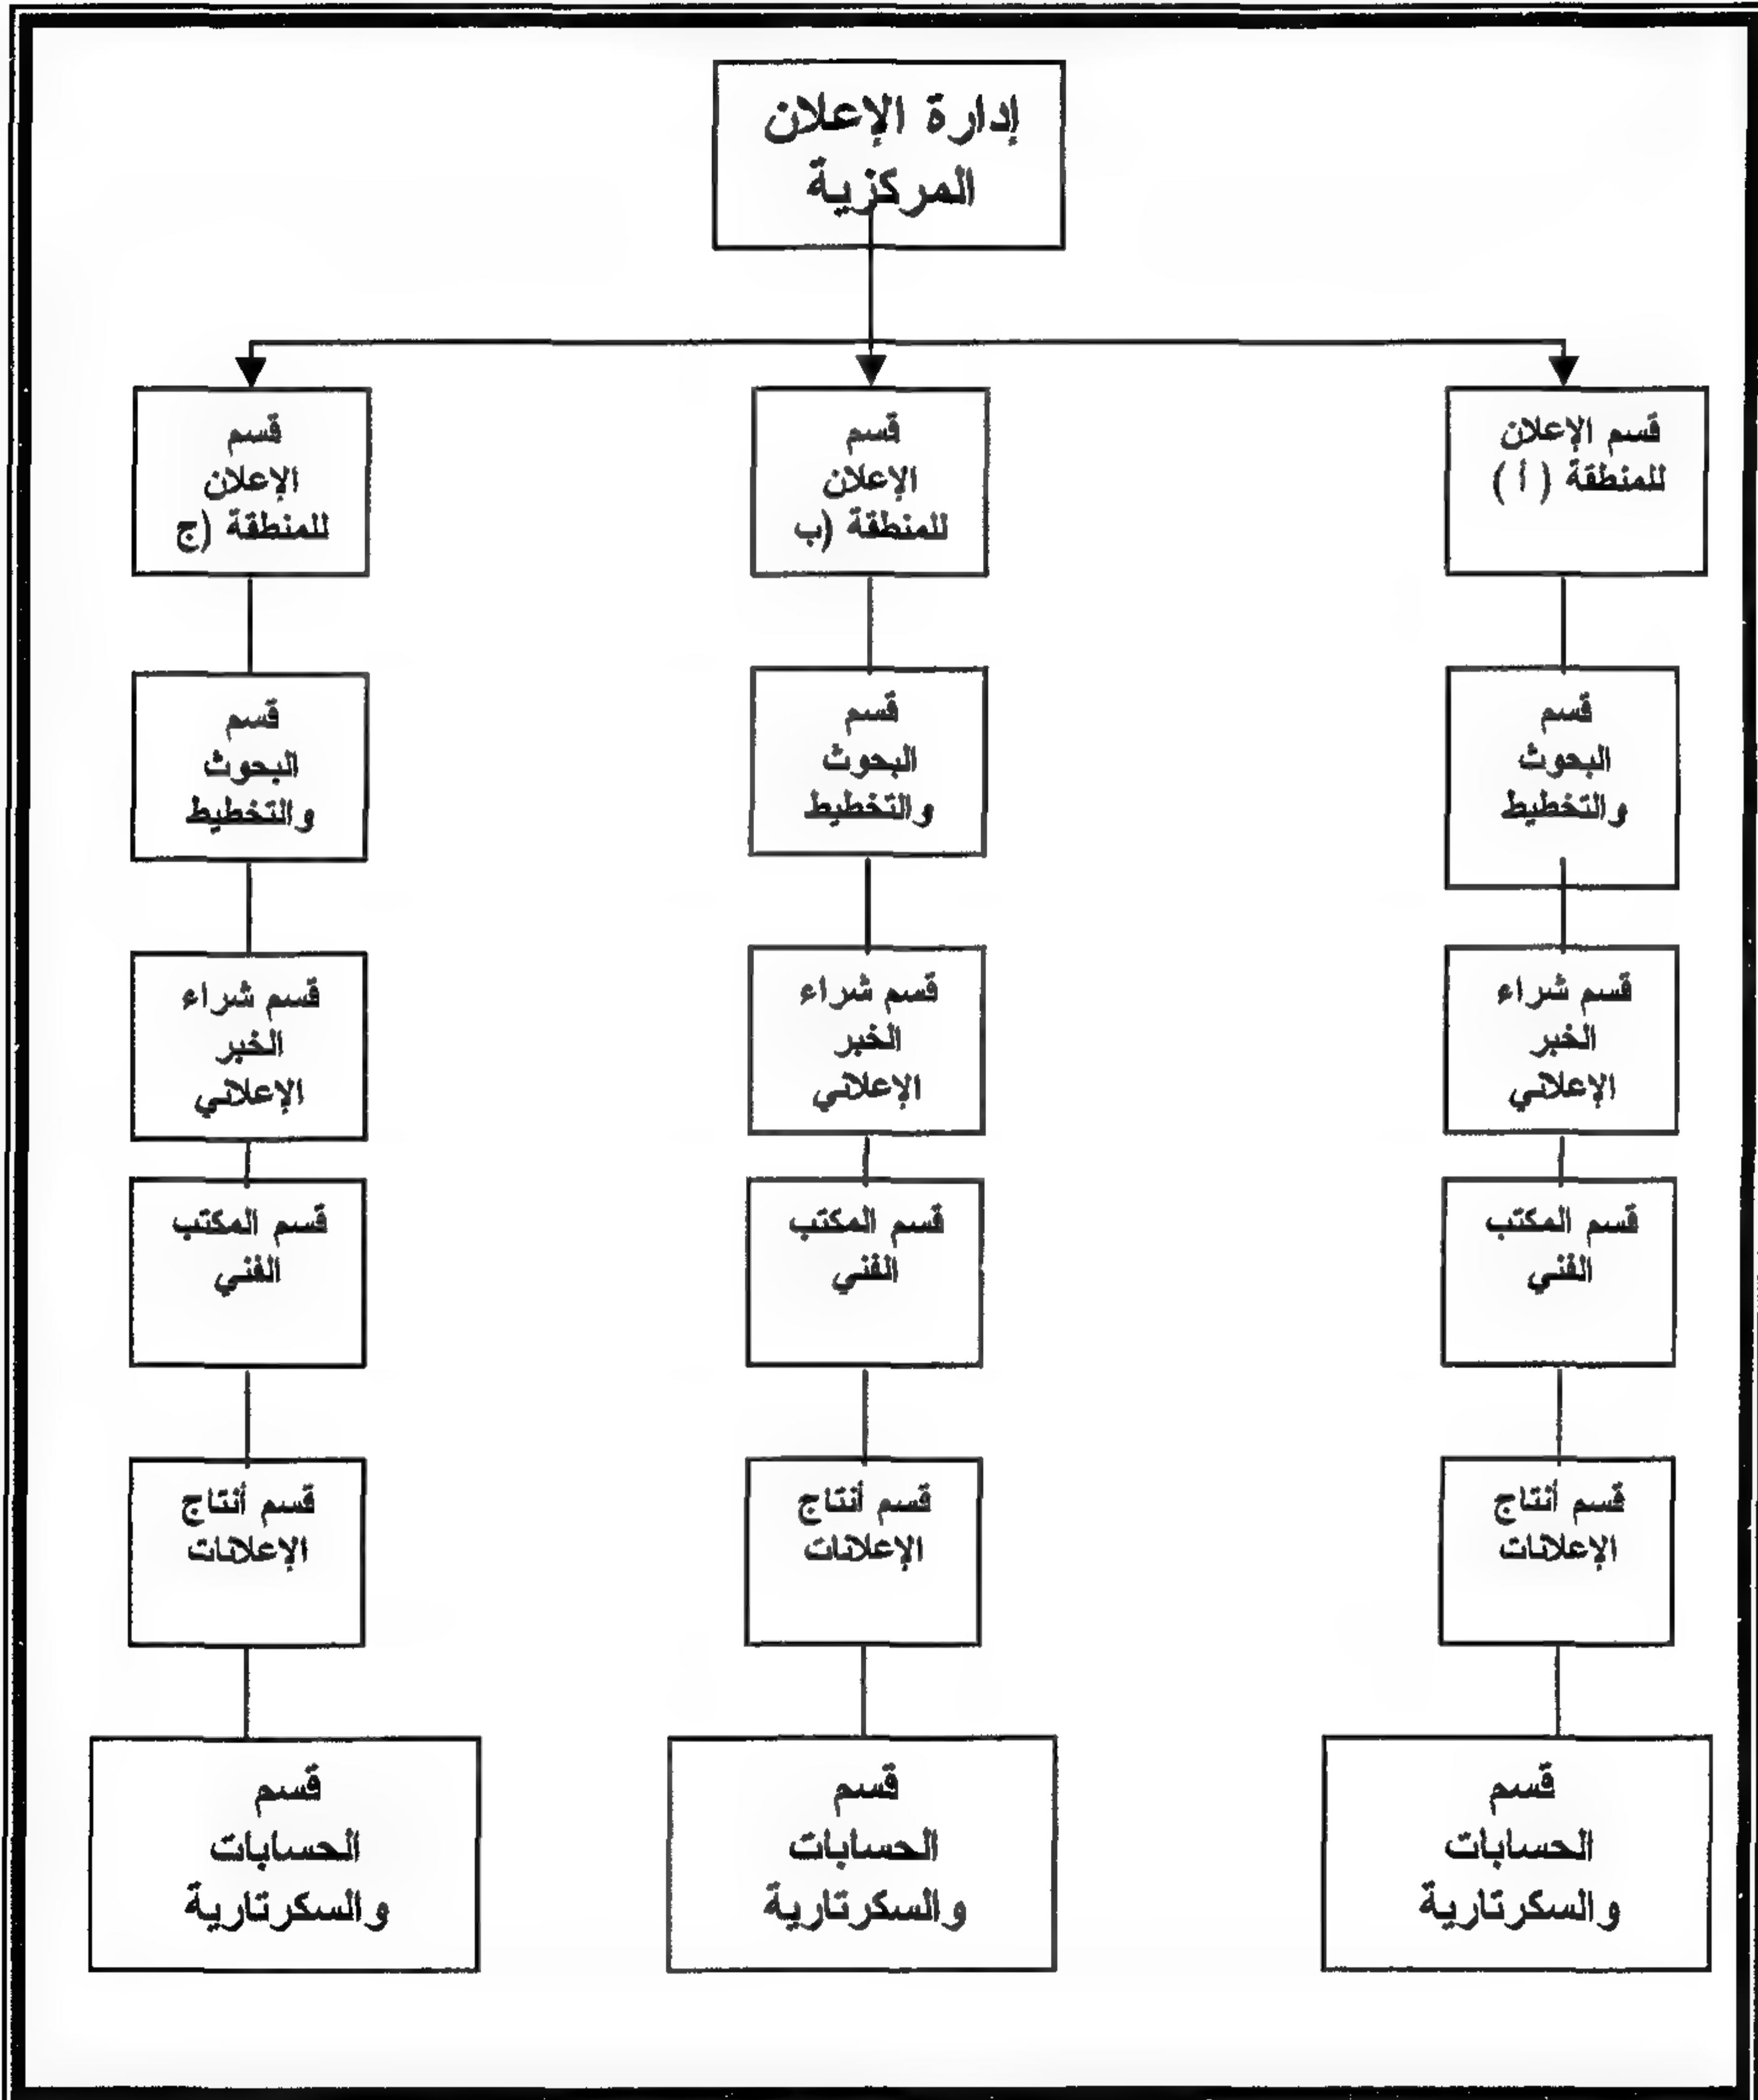 إدارة الإعلان
المركزية
قسم الإعلان
للمنطقة ( أ )
قسم
الإعلان
للمنطقة (ب
قسم
الإعلان
للمنطقة (ج
قسم
البحوث
والتخطيط
قسم
البحوث
والتخطيط
قسم
البحوث
والتخطيط
قسم شراء
الخبر
الإعلاني
قسم شراء
الخبر
الإعلاني
قسم شراء
الخبر
الإعلاني
قسم المكتب
الفني
قسم المكتب
الفني
قسم المكتب
الفني
قسم أنتاج
الإعلانات
قسم أنتاج
الإعلانات
قسم أنتاج
الإعلانات
قسم
الحسابات
والسكرتارية
قسم
الحسابات
والسكرتارية
قسم
الحسابات
والسكرتارية